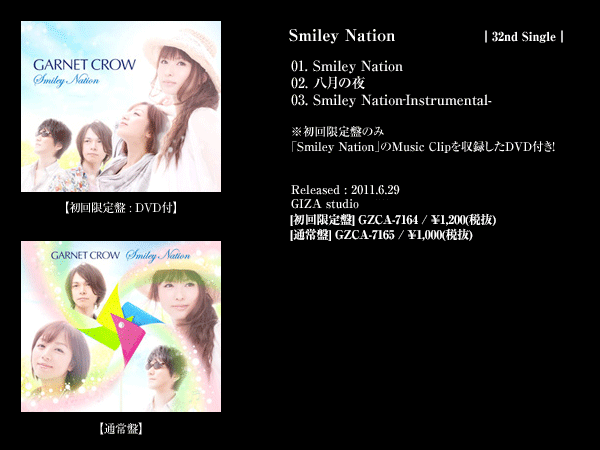 GARNET CROW
Smiley Nation
【初回限定盤 : DVD付】
GARNET CROW Smiley Nation
【通常盤】
Smiley Nation | 32nd Single |
01. Smiley Nation
02. 八月の夜
03. Smiley Nation-Instrumental-
※初回限定盤のみ
「Smiley Nation」のMusic Clipを収録したDVD付き!
Released : 2011.6.29
GIZA studio
[初回限定盤] GZCA-7164 / ¥1,200(税抜)
[通常盤] GZCA-7165 / ¥1,000(税抜)